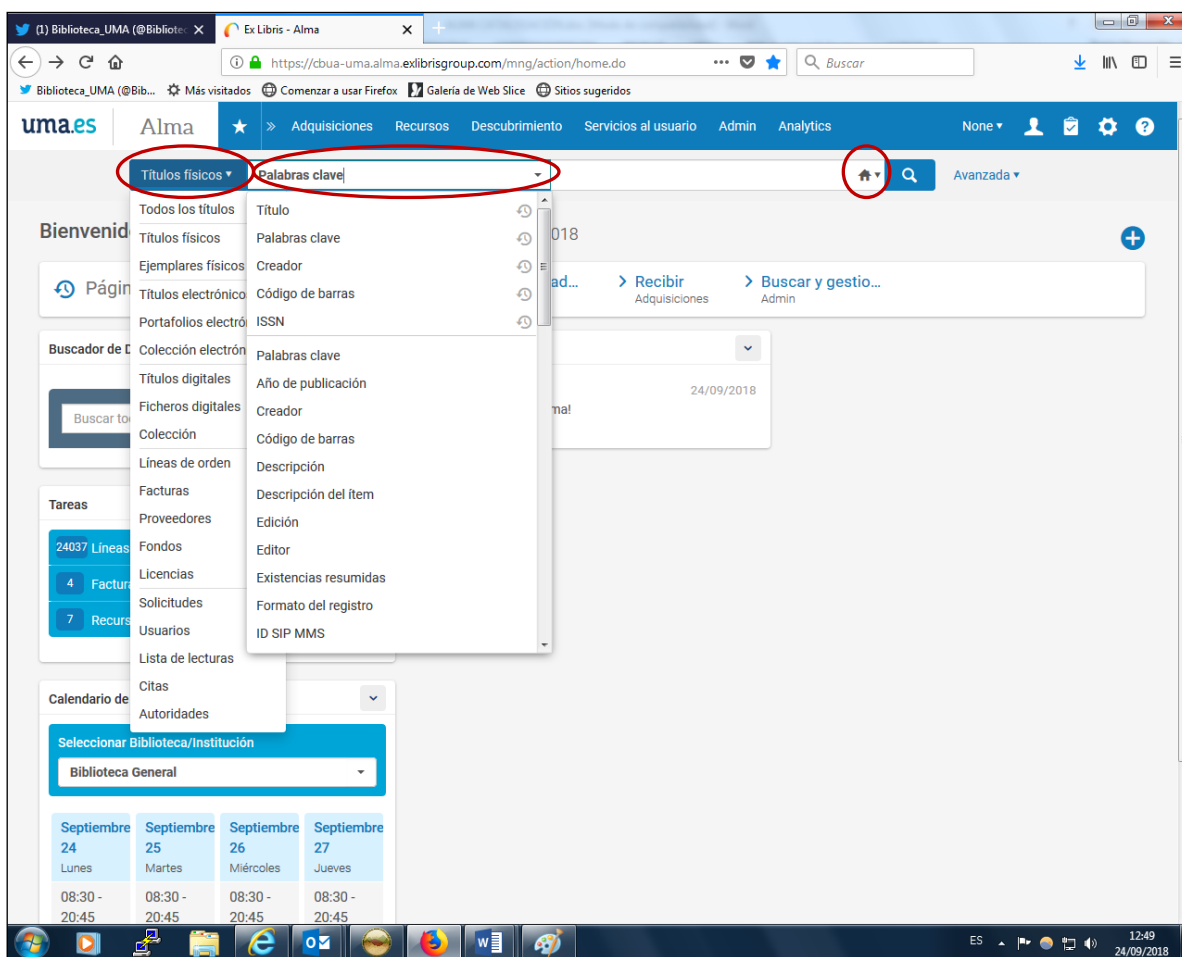 (1) Biblioteca_UMA (@Bibliotec
Ex Libris - Alma
https://cbua-uma.alma.exlibrisgroup.com/mng/action/home.do
Buscar
Biblioteca_UMA (@Bib... Más visitados Comenzar a usar Firefox Galería de Web Slice Sitios sugeridos
uma.es Alma Adquisiciones Recursos Descubrimiento Servicios al usuario Admin Analytics None
Títulos físicos Palabras clave Avanzada
Bienvenid
018
Págin
ad...
Recibir
Adquisiciones
Buscar y gestio...
Admin
Todos los títulos
Títulos físicos
Ejemplares físicos
Títulos electrónico
Portafolios electró
Colección electrón
Títulos digitales
Ficheros digitales
Colección
Líneas de orden
Facturas
Proveedores
Fondos
Licencias
Solicitudes
Usuarios
Lista de lecturas
Citas
Autoridades
Título
Palabras clave
Creador
Código de barras
ISSN
Palabras clave
Año de publicación
Creador
Código de barras
Descripción
Descripción del ítem
Edición
Editor
Existencias resumidas
Formato del registro
ID SIP MMS
Buscador de D
Buscar to
24/09/2018
ma!
Tareas
24037 Líneas
4 Factur
7 Recurs
Calendario de
Seleccionar Biblioteca/Institución
Biblioteca General
Septiembre Septiembre Septiembre Septiembre
24 25 26 27
Lunes Martes Miércoles Jueves
08:30 - 08:30 - 08:30 - 08:30 -
20:45 20:45 20:45 20:45
ES
12:49
24/09/2018